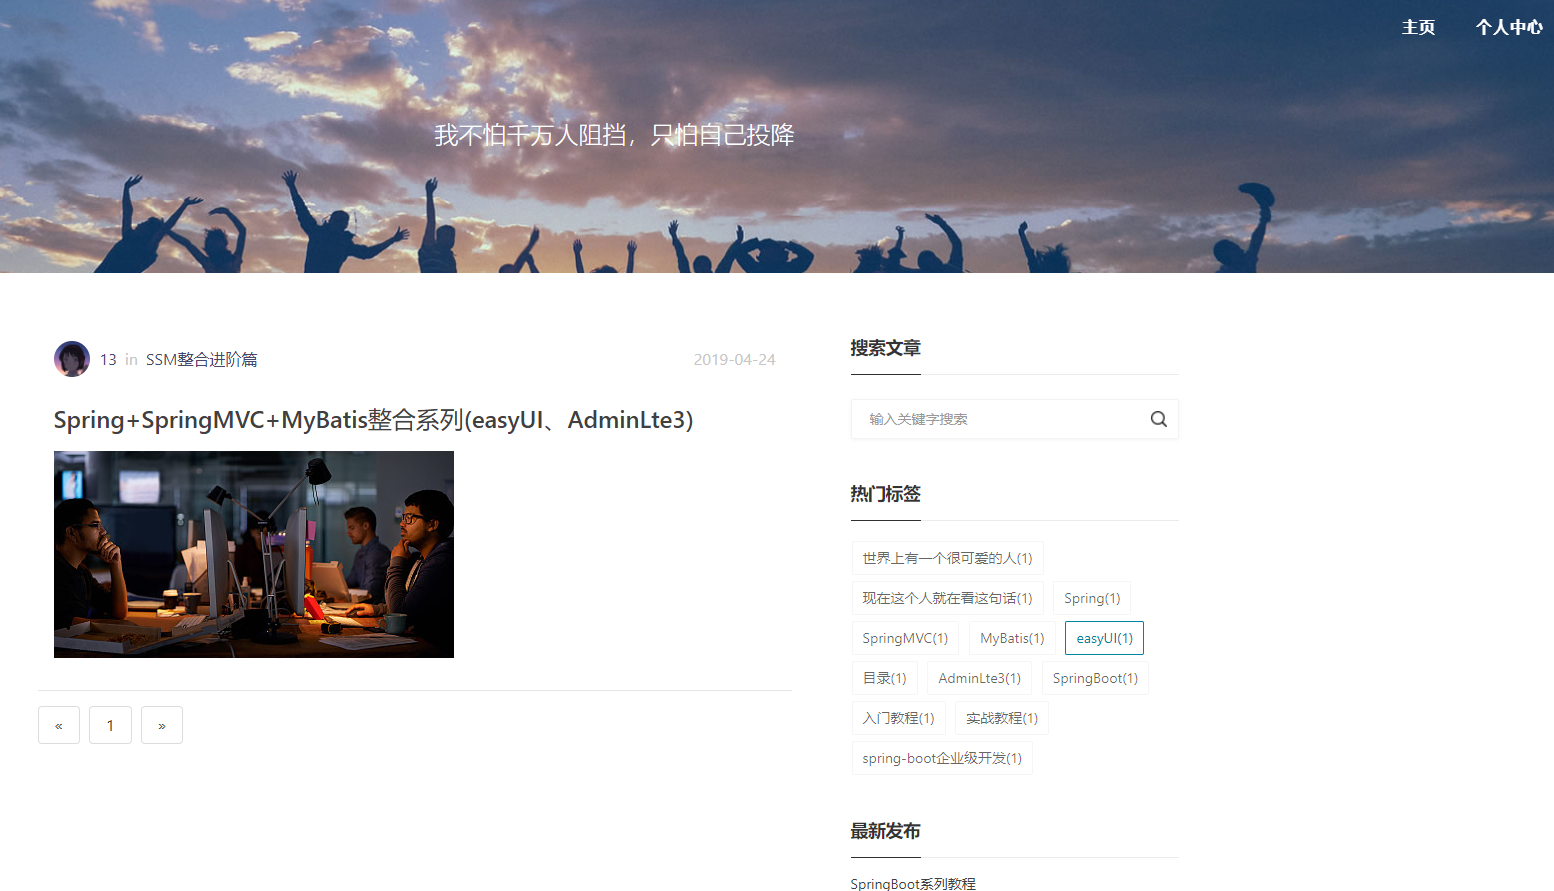 主页 个人中心
我不怕千万人阻挡，只怕自己投降
13 in SSM整合进阶篇 2019-04-24
Spring+SpringMVC+MyBatis整合系列(easyUI、AdminLte3)
« 1 »
搜索文章
输入关键字搜索
热门标签
世界上有一个很可爱的人(1)
现在这个人就在看这句话(1) Spring(1)
SpringMVC(1) MyBatis(1) easyUI(1)
目录(1) AdminLte3(1) SpringBoot(1)
入门教程(1) 实战教程(1)
spring-boot企业级开发(1)
最新发布
SpringBoot系列教程